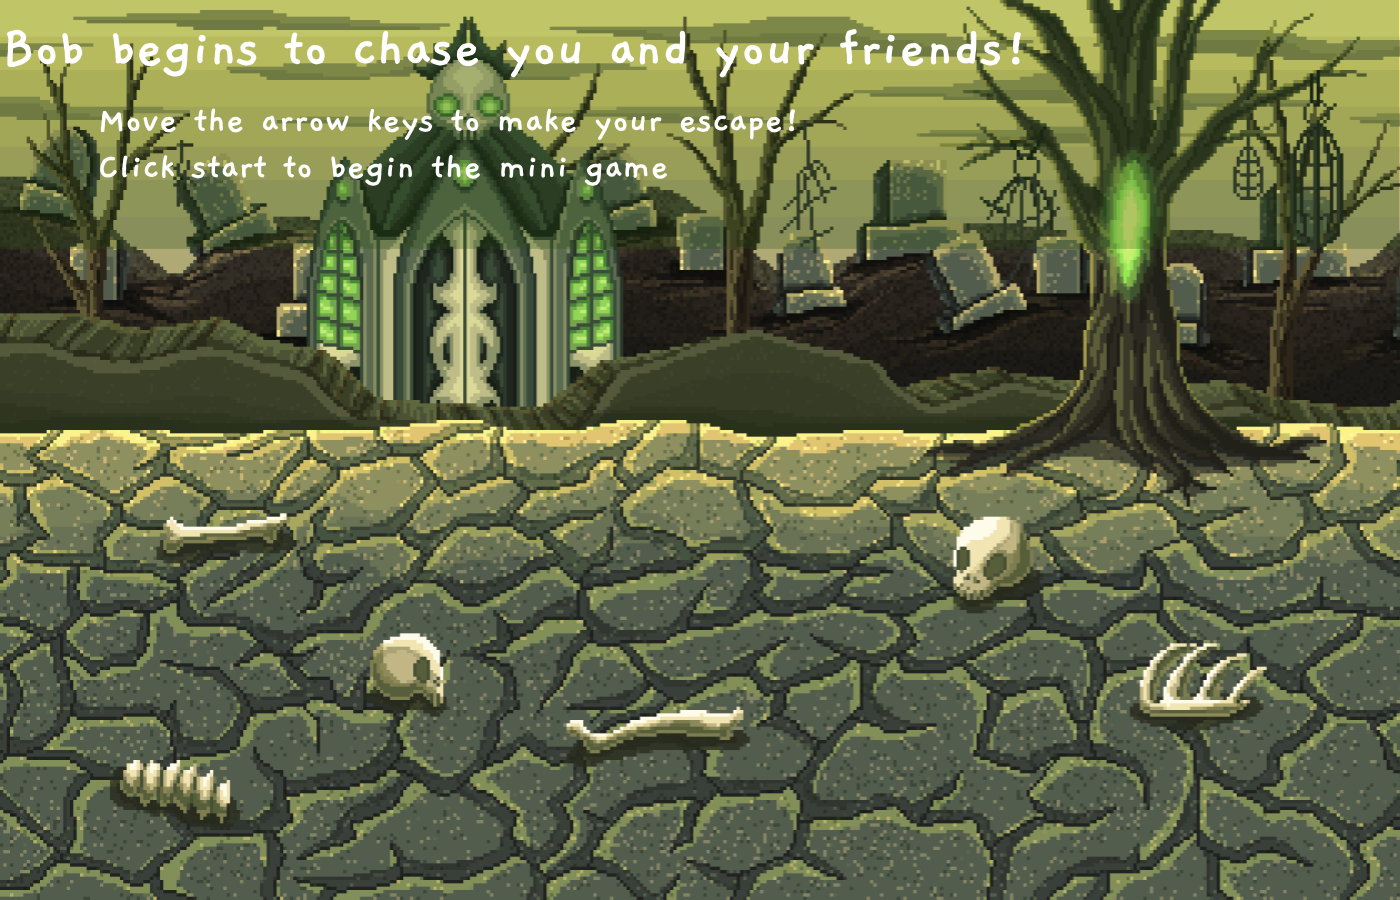 Bob begins to chase you and your friends!
Move the arrow keys to make your escape!
Click start to begin the mini game